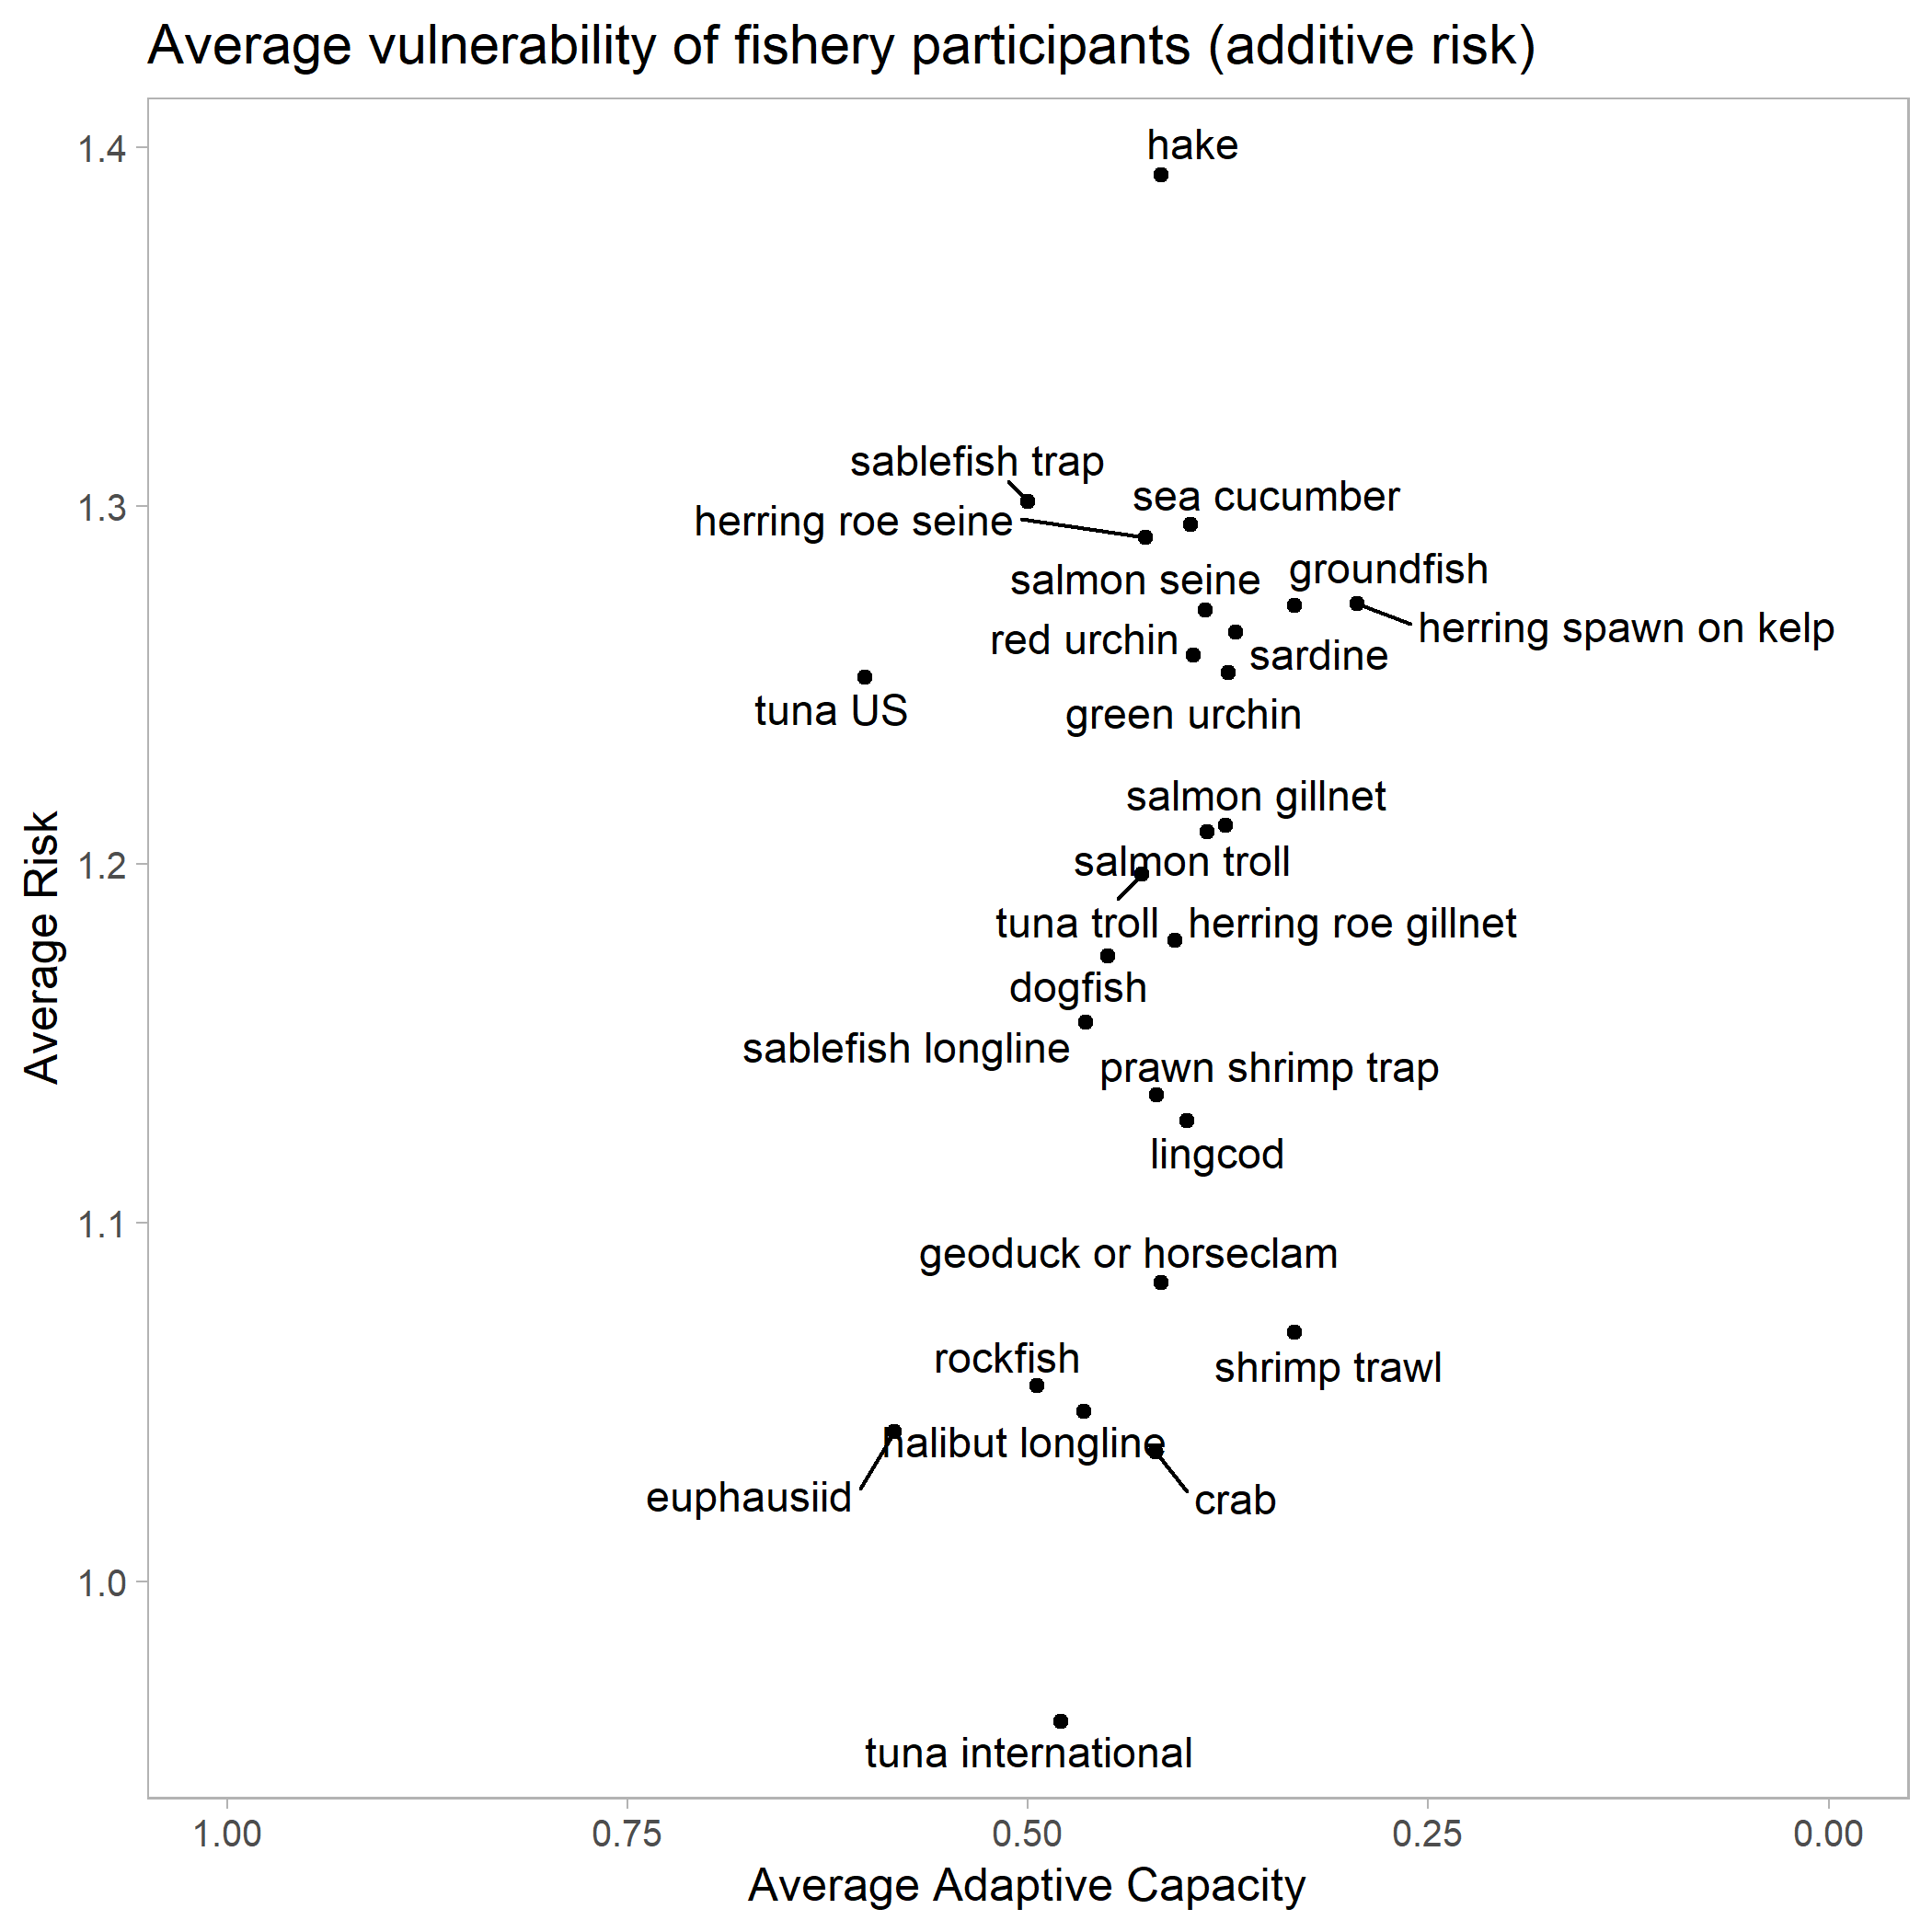 Average vulnerability of fishery participants (additive risk)
1.4
hake
sablefish trap
sea cucumber
1.3
herring roe seine
groundfish
salmon seine
herring spawn on kelp
red urchin
sardine
tuna US
green urchin
salmon gillnet
1.2
salmon troll
tuna troll
herring roe gillnet
dogfish
Average Risk
sablefish longline
prawn shrimp trap
lingcod
1.1
geoduck or horseclam
rockfish
shrimp trawl
halibut longline
euphausiid
crab
1.0
tuna international
1.00
0.75
0.50
0.25
0.00
Average Adaptive Capacity